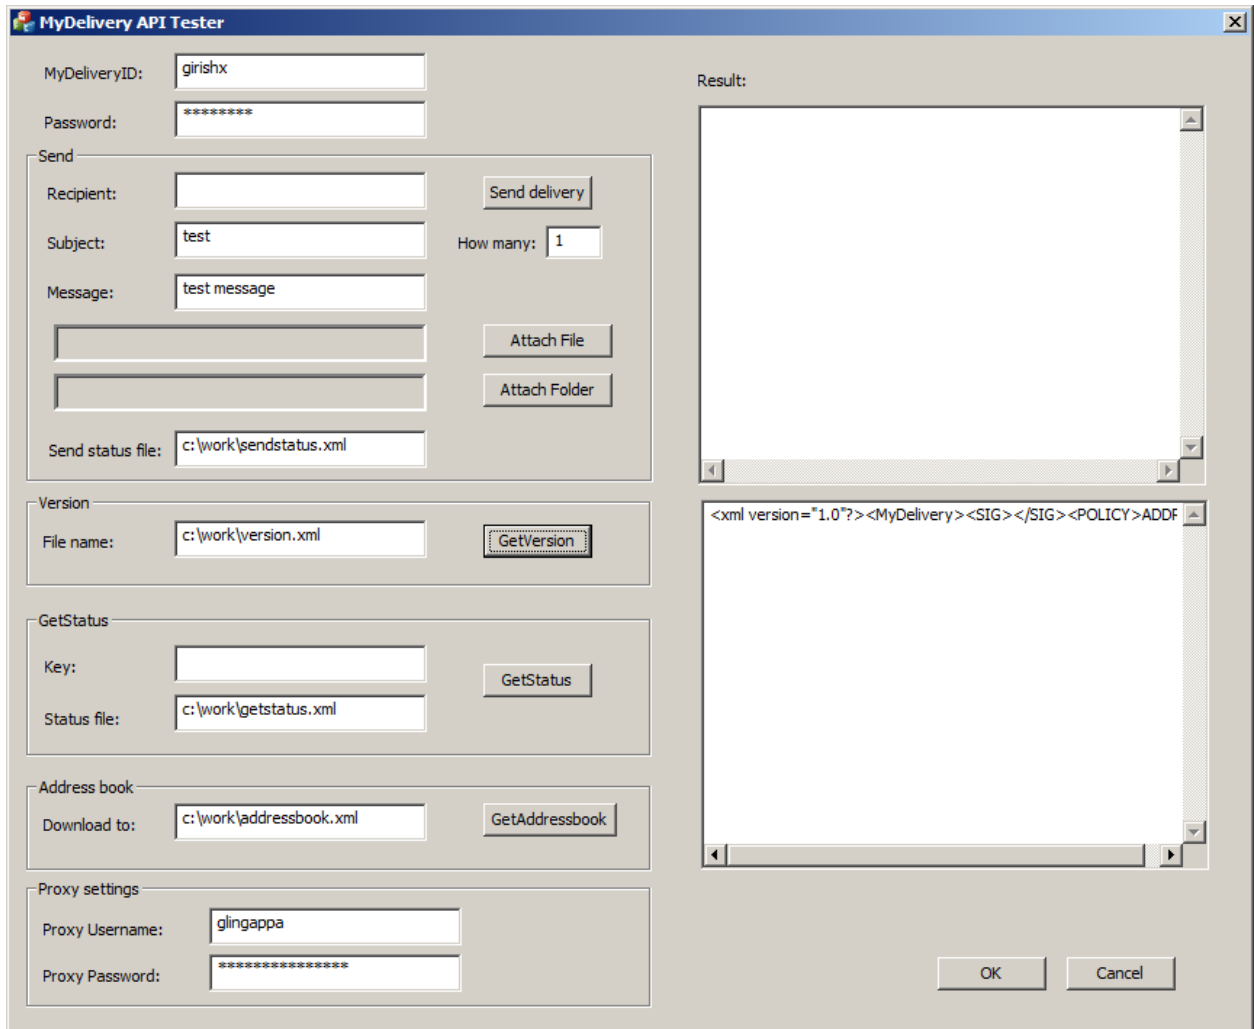 MyDelivery API Tester
MyDeliveryID: girishx
Password: ********
Send
Recipient:
Send delivery
Subject: test
How many: 1
Message: test message
Attach File
Attach Folder
Send status file: c:\work\sendstatus.xml
Version
File name: c:\work\version.xml
GetVersion
GetStatus
Key:
GetStatus
Status file: c:\work\getstatus.xml
Address book
Download to: c:\work\addressbook.xml
GetAddressbook
Proxy settings
Proxy Username: glingappa
Proxy Password: ***************
Result:
<xml version="1.0"?><MyDelivery><SIG></SIG><POLICY>ADDF
OK
Cancel